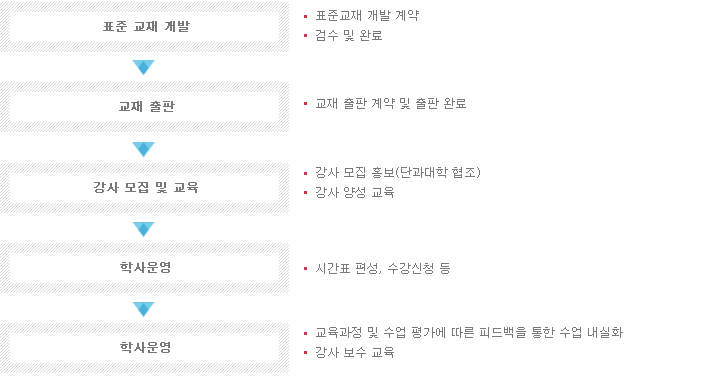 표준 교재 개발
표준교재 개발 계약
검수 및 완료
교재 출판
교재 출판 계약 및 출판 완료
강사 모집 및 교육
강사 모집 홍보(단과대학 협조)
강사 양성 교육
학사운영
시간표 편성, 수강신청 등
학사운영
교육과정 및 수업 평가에 따른 피드백을 통한 수업 내실화
강사 보수 교육